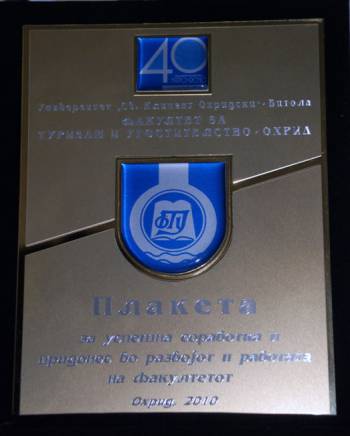 40
Универзитет „Св. Климент Охридски“ - Битола
ФАКУЛТЕТ ЗА
ТУРИЗАМ И УГОСТИТЕЛСТВО - ОХРИД
ФТУ
Плакета
за успешна соработка и
придонес во развојот и работата
на факултетот
Охрид, 2010